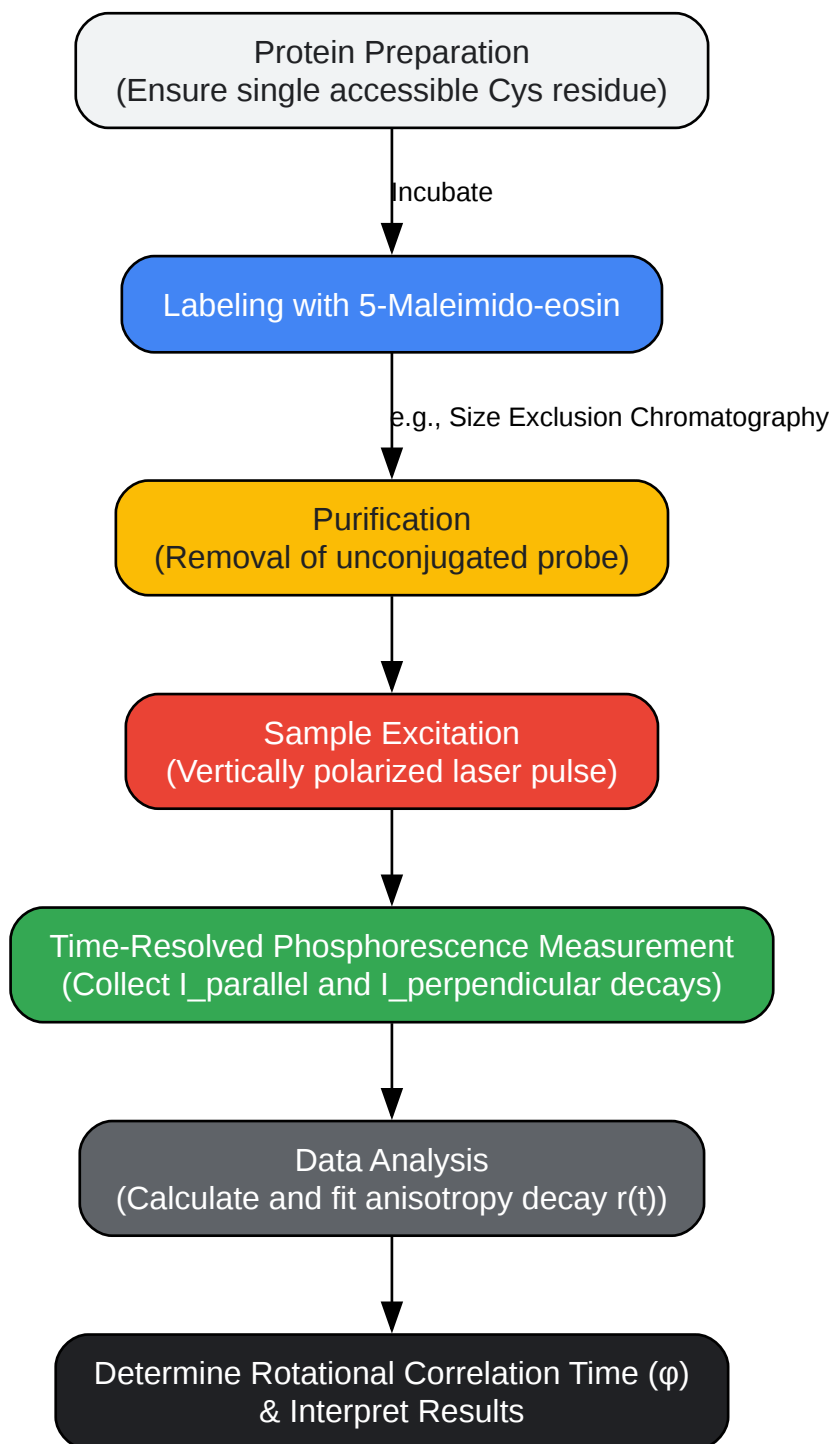 Protein Preparation
(Ensure single accessible Cys residue)
Incubate
Labeling with 5-Maleimido-eosin
e.g., Size Exclusion Chromatography
Purification
(Removal of unconjugated probe)
Sample Excitation
(Vertically polarized laser pulse)
Time-Resolved Phosphorescence Measurement
(Collect I_parallel and I_perpendicular decays)
Data Analysis
(Calculate and fit anisotropy decay r(t))
Determine Rotational Correlation Time (φ)
& Interpret Results